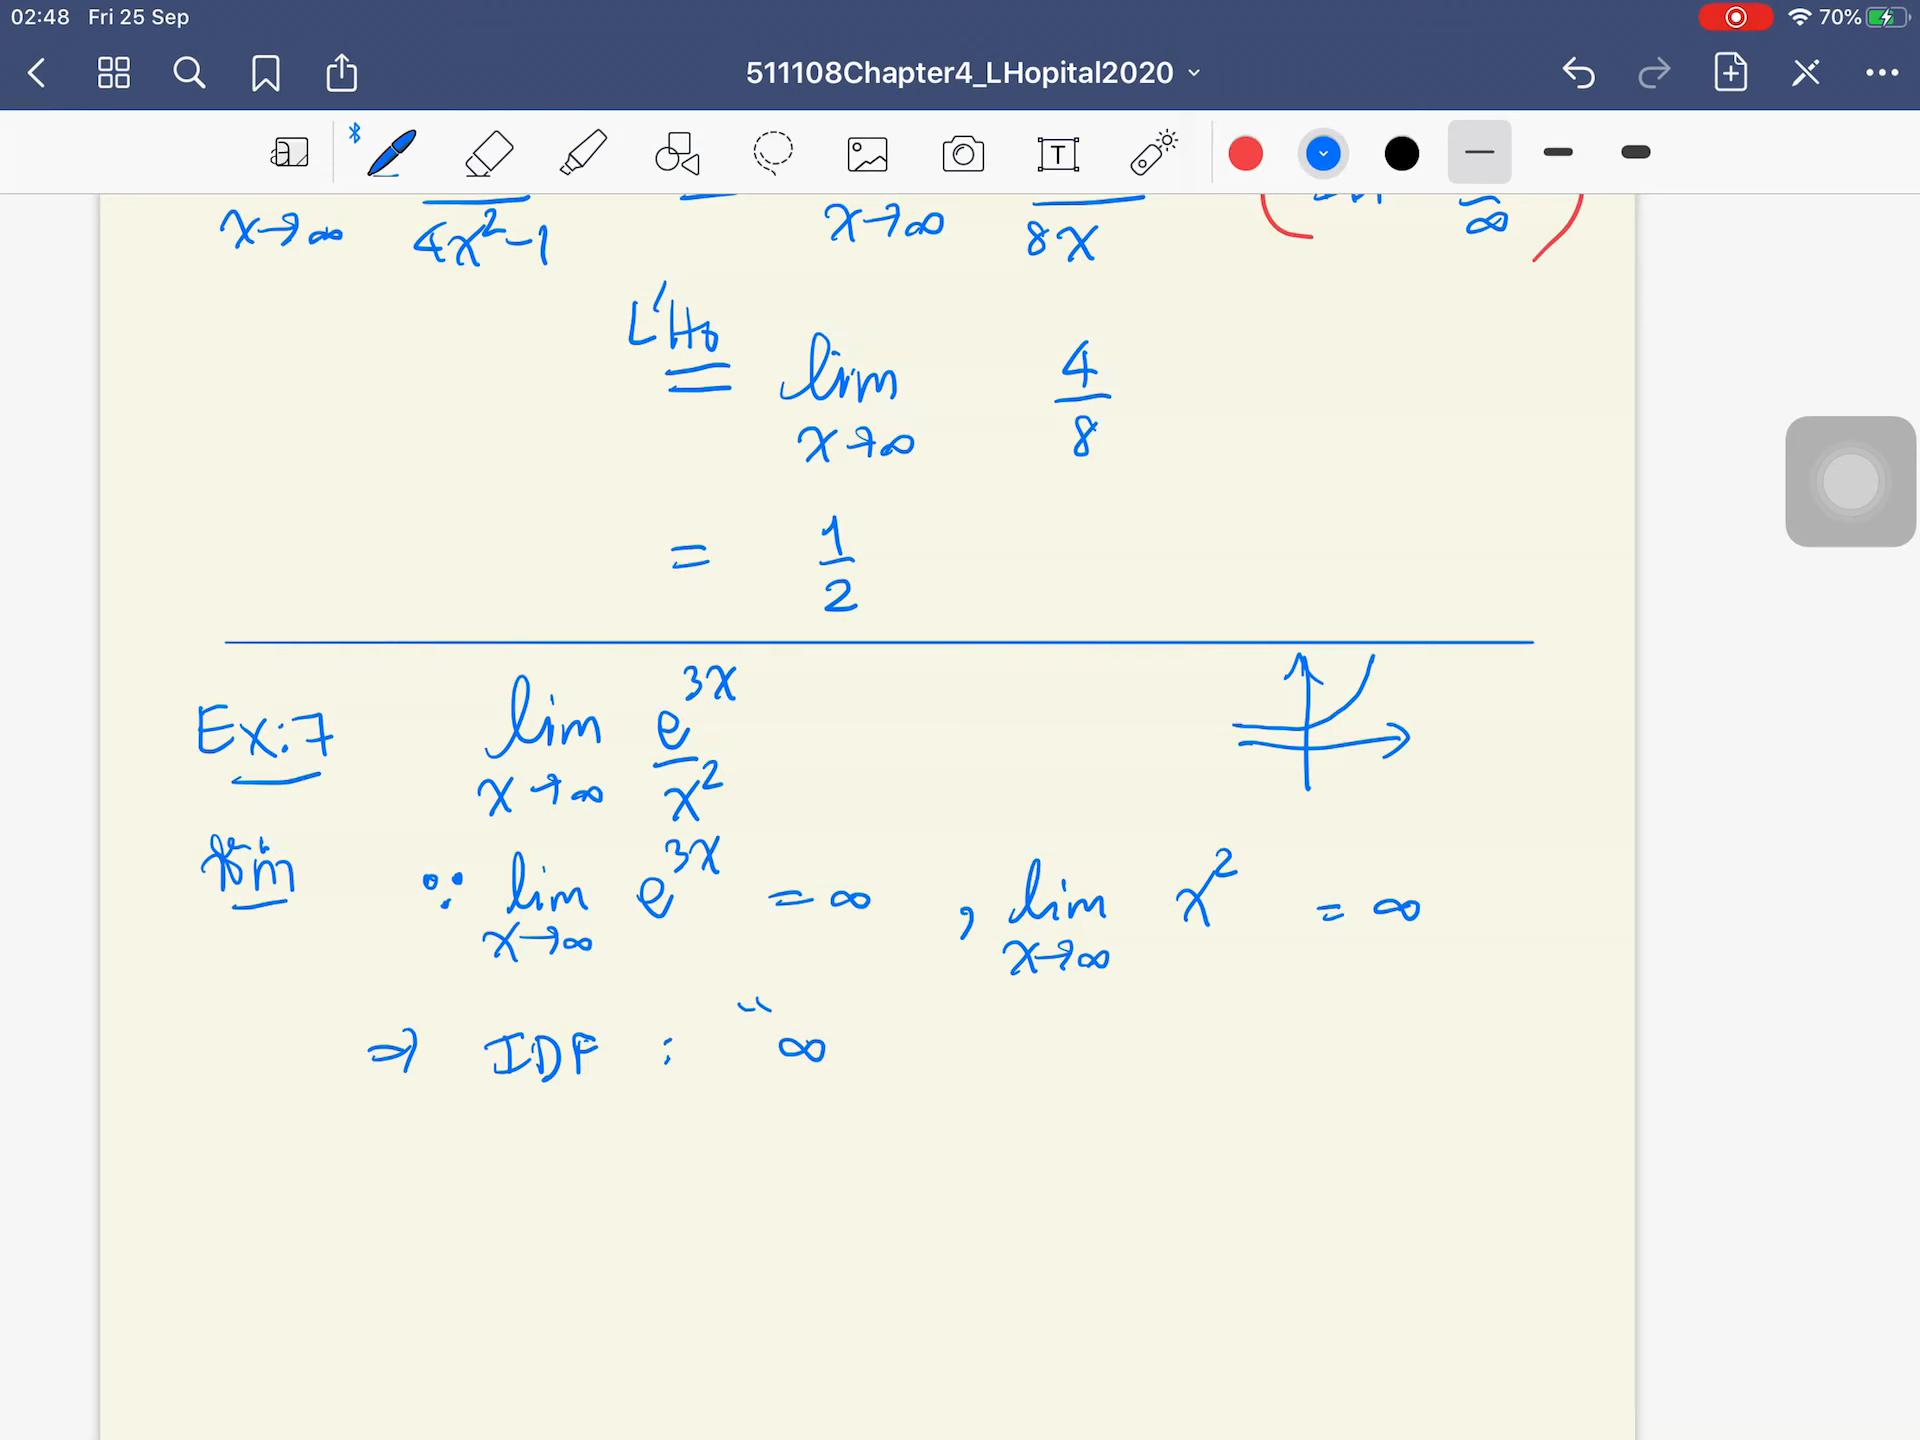 02:48 Fri 25 Sep 70%
511108Chapter4_LHopital2020
x→∞ 4x²-1 x→∞ 8x ∞
L'Ho
= lim 4/8
x→∞
= 1/2
Ex:7 lim e^{3x}/x²
x→∞
∵ lim e^{3x} = ∞ , lim x² = ∞
x→∞ x→∞
⇒ IDF : " ∞